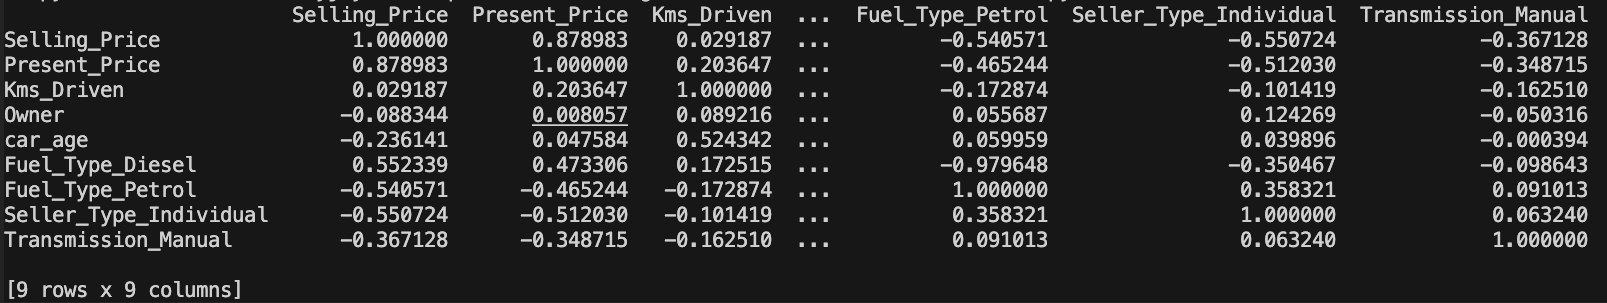 Selling_Price Present_Price Kms_Driven ... Fuel_Type_Petrol Seller_Type_Individual Transmission_Manual
Selling_Price 1.000000 0.878983 0.029187 ... -0.540571 -0.550724 -0.367128
Present_Price 0.878983 1.000000 0.203647 ... -0.465244 -0.512030 -0.348715
Kms_Driven 0.029187 0.203647 1.000000 ... -0.172874 -0.101419 -0.162510
Owner -0.088344 0.008057 0.089216 ... 0.055687 0.124269 -0.050316
car_age -0.236141 0.047584 0.524342 ... 0.059959 0.039896 -0.000394
Fuel_Type_Diesel 0.552339 0.473306 0.172515 ... -0.979648 -0.350467 -0.098643
Fuel_Type_Petrol -0.540571 -0.465244 -0.172874 ... 1.000000 0.358321 0.091013
Seller_Type_Individual -0.550724 -0.512030 -0.101419 ... 0.358321 1.000000 0.063240
Transmission_Manual -0.367128 -0.348715 -0.162510 ... 0.091013 0.063240 1.000000
[9 rows x 9 columns]